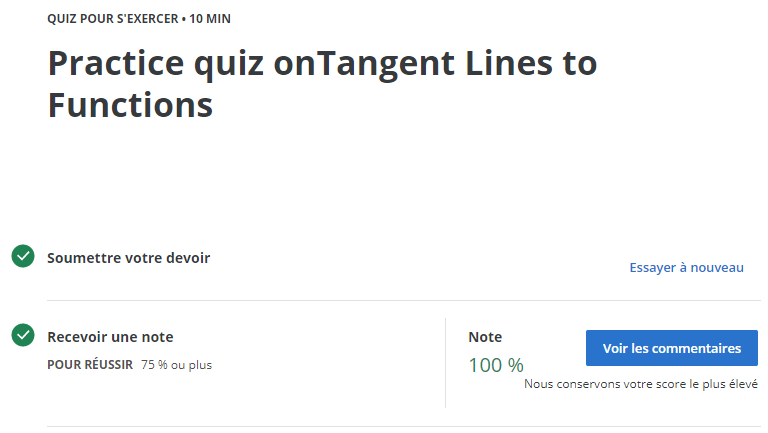 QUIZ POUR S'EXERCER • 10 MIN
Practice quiz onTangent Lines to
Functions
Soumettre votre devoir
Essayer à nouveau
Recevoir une note
POUR RÉUSSIR 75 % ou plus
Note
100 %
Voir les commentaires
Nous conservons votre score le plus élevé